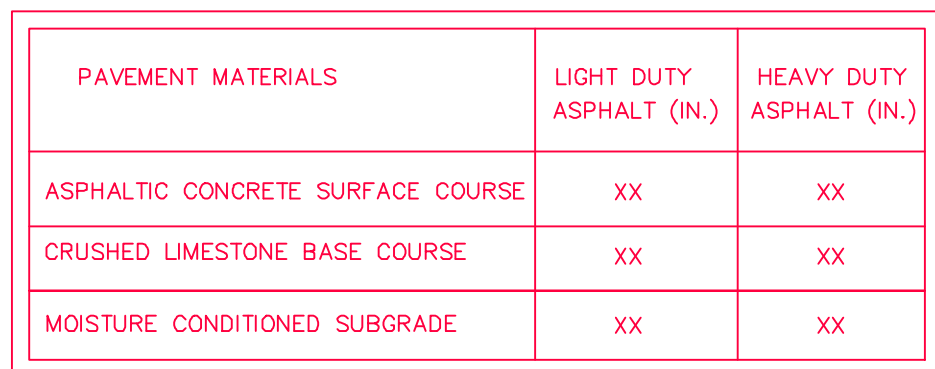 PAVEMENT MATERIALS
LIGHT DUTY
ASPHALT (IN.)
HEAVY DUTY
ASPHALT (IN.)
ASPHALTIC CONCRETE SURFACE COURSE XX XX
CRUSHED LIMESTONE BASE COURSE XX XX
MOISTURE CONDITIONED SUBGRADE XX XX